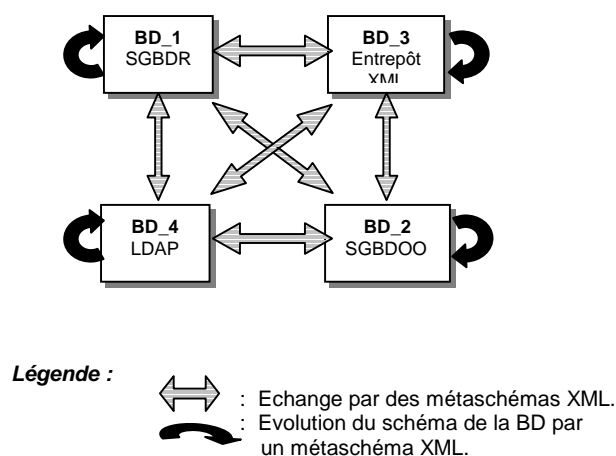 BD_1
SGBDR
BD_3
Entrepôt
XML
BD_4
LDAP
BD_2
SGBDOO
Légende :
: Echange par des métaschémas XML.
: Evolution du schéma de la BD par
un métaschéma XML.